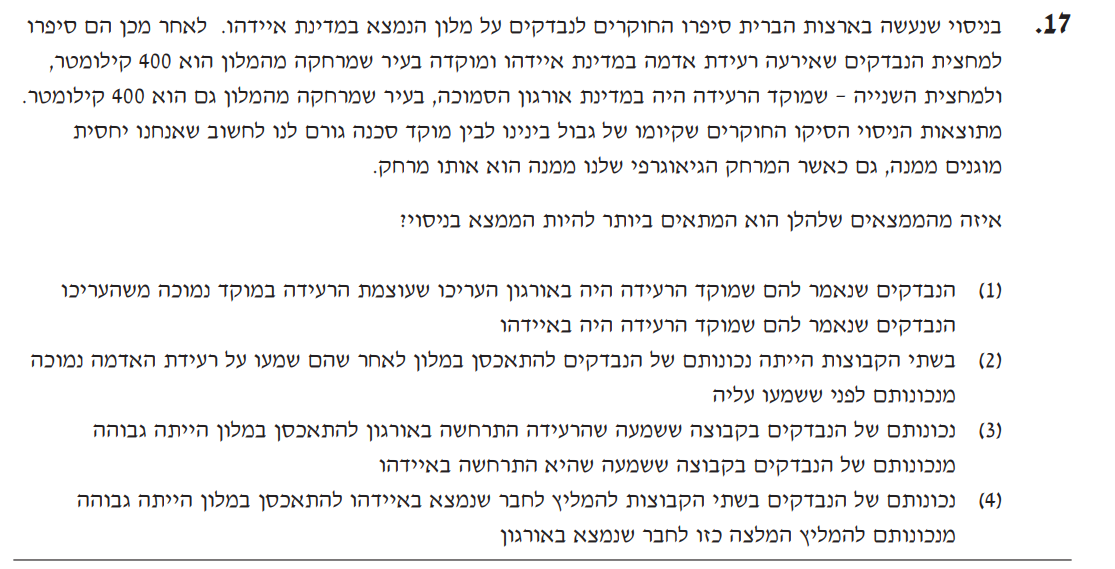 17. בניסוי שנעשה בארצות הברית סיפרו החוקרים לנבדקים על מלון הנמצא במדינת איידהו. לאחר מכן הם סיפרו
למחצית הנבדקים שאירעה רעידת אדמה במדינת איידהו ומוקדה בעיר שמרחקה מהמלון הוא 400 קילומטר,
ולמחצית השנייה – שמוקד הרעידה היה במדינת אורגון הסמוכה, בעיר שמרחקה מהמלון גם הוא 400 קילומטר.
מתוצאות הניסוי הסיקו החוקרים שקיומו של גבול בינינו לבין מוקד סכנה גורם לנו לחשוב שאנחנו יחסית
מוגנים ממנה, גם כאשר המרחק הגיאוגרפי שלנו ממנה הוא אותו מרחק.
איזה מהממצאים שלהלן הוא המתאים ביותר להיות הממצא בניסוי?
(1) הנבדקים שנאמר להם שמוקד הרעידה היה באורגון העריכו שעוצמת הרעידה במוקד נמוכה משהעריכו
הנבדקים שנאמר להם שמוקד הרעידה היה באיידהו
(2) בשתי הקבוצות הייתה נכונותם של הנבדקים להתאכסן במלון לאחר שהם שמעו על רעידת האדמה נמוכה
מנכונותם לפני ששמעו עליה
(3) נכונותם של הנבדקים בקבוצה ששמעה שהרעידה התרחשה באורגון להתאכסן במלון הייתה גבוהה
מנכונותם של הנבדקים בקבוצה ששמעה שהיא התרחשה באיידהו
(4) נכונותם של הנבדקים בשתי הקבוצות להמליץ לחבר שנמצא באיידהו להתאכסן במלון הייתה גבוהה
מנכונותם להמליץ המלצה כזו לחבר שנמצא באורגון